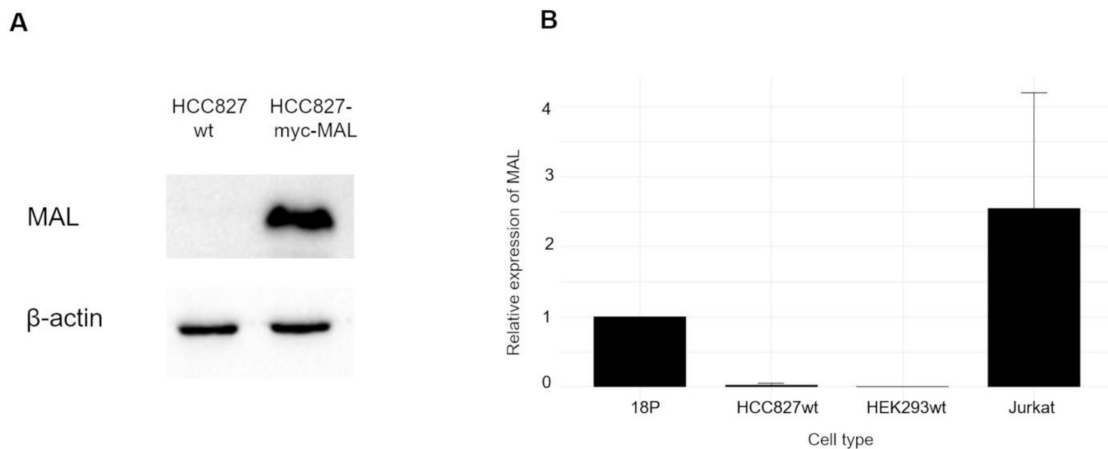 A
HCC827
wt
HCC827-
myc-MAL
MAL
β-actin
B
Relative expression of MAL
4
3
2
1
0
18P
HCC827wt
HEK293wt
Jurkat
Cell type